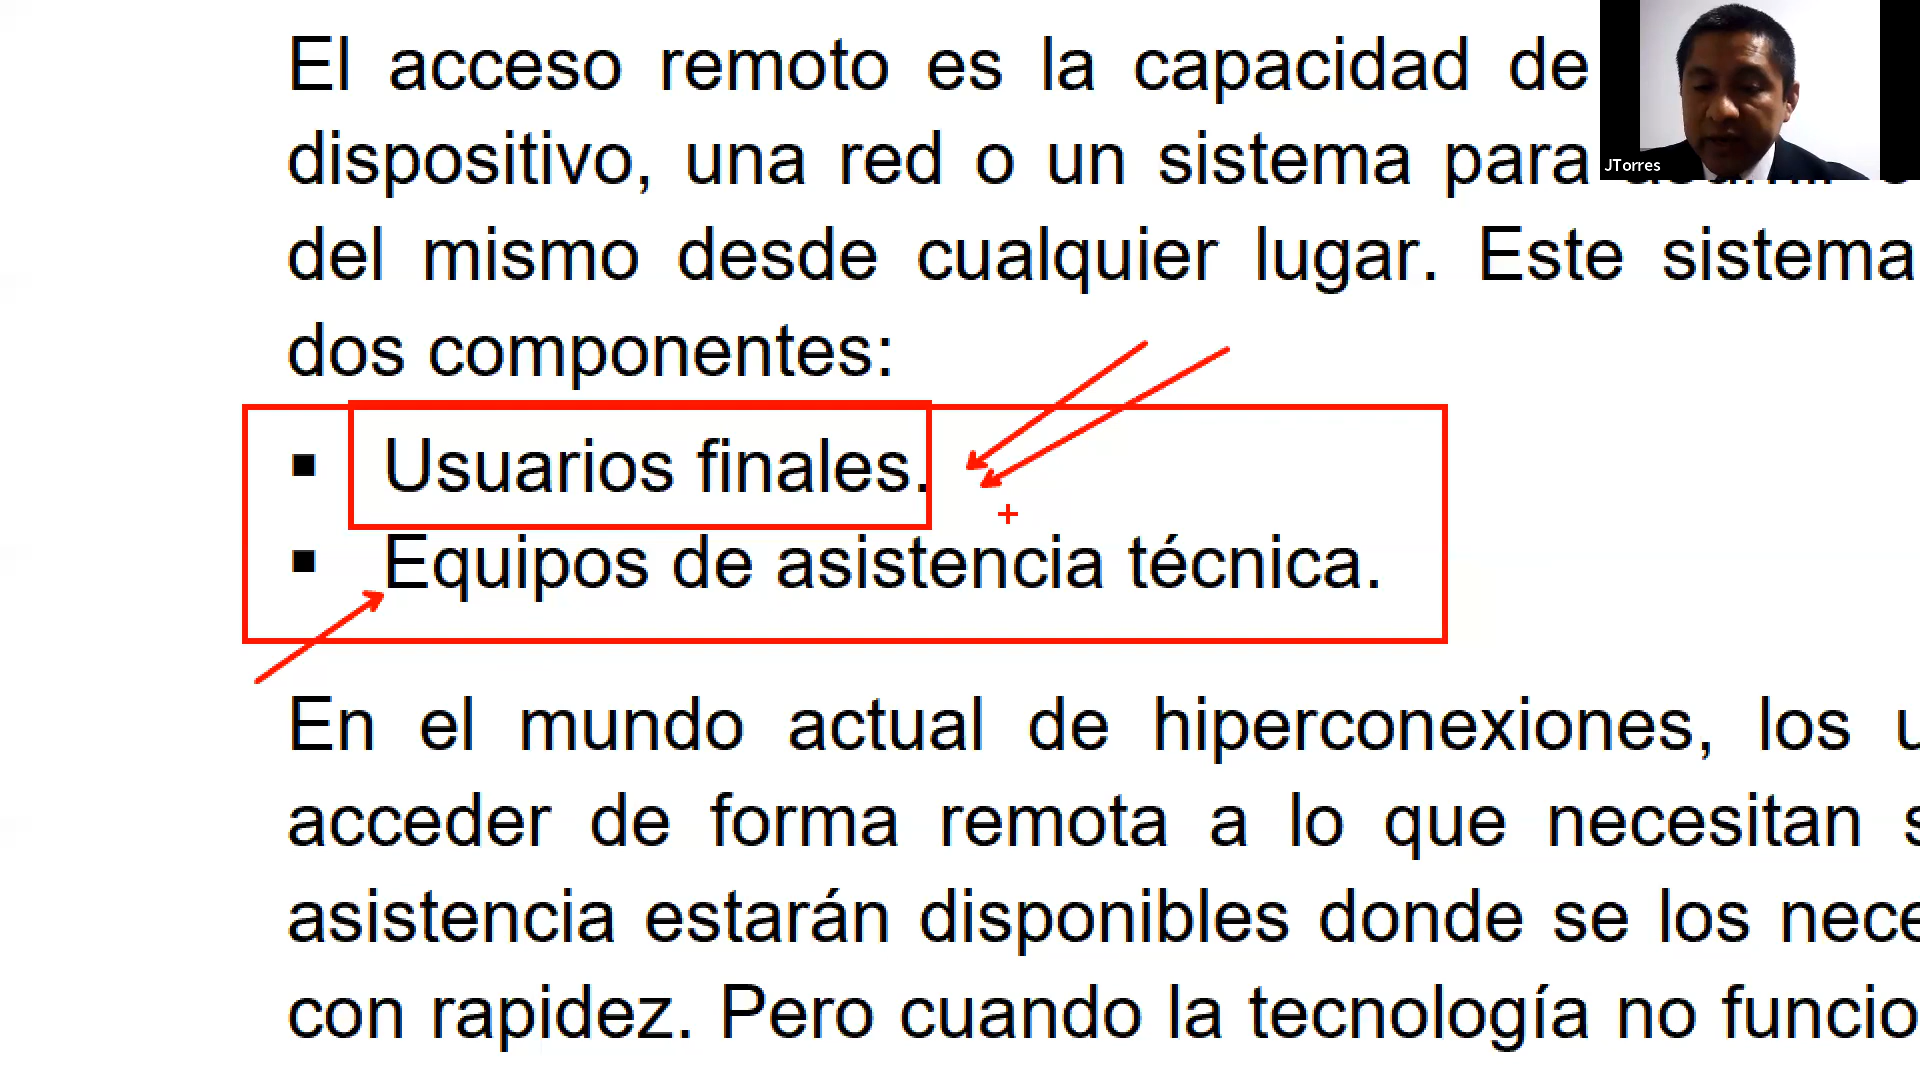 El acceso remoto es la capacidad de
dispositivo, una red o un sistema para
del mismo desde cualquier lugar. Este sistema
dos componentes:
▪ Usuarios finales.
▪ Equipos de asistencia técnica.
En el mundo actual de hiperconexiones, los
acceder de forma remota a lo que necesitan
asistencia estarán disponibles donde se los
con rapidez. Pero cuando la tecnología no
JTorres